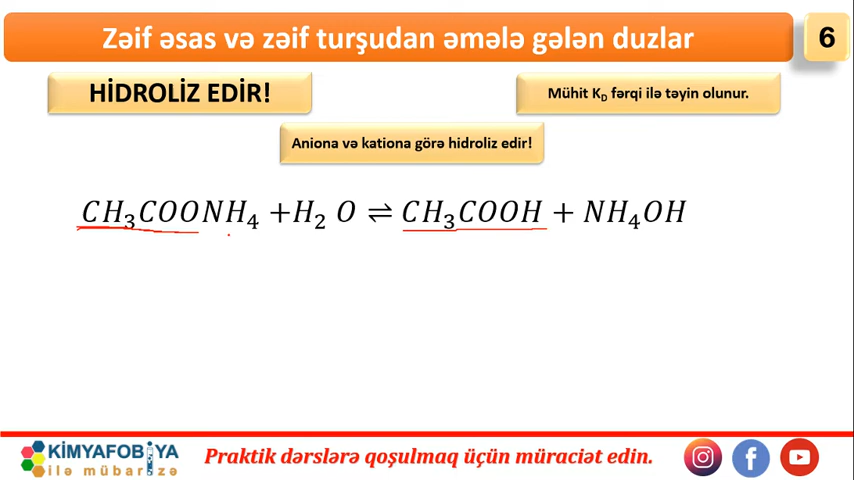 Zəif əsas və zəif turşudan əmələ gələn duzlar
6
HİDROLİZ EDİR!
Mühit K_D fərqi ilə təyin olunur.
Aniona və kationa görə hidroliz edir!
CH₃COONH₄ +H₂ O ⇌ CH₃COOH + NH₄OH
KİMYAFOBİYA
ilə mübarizə
Praktik dərslərə qoşulmaq üçün müraciət edin.